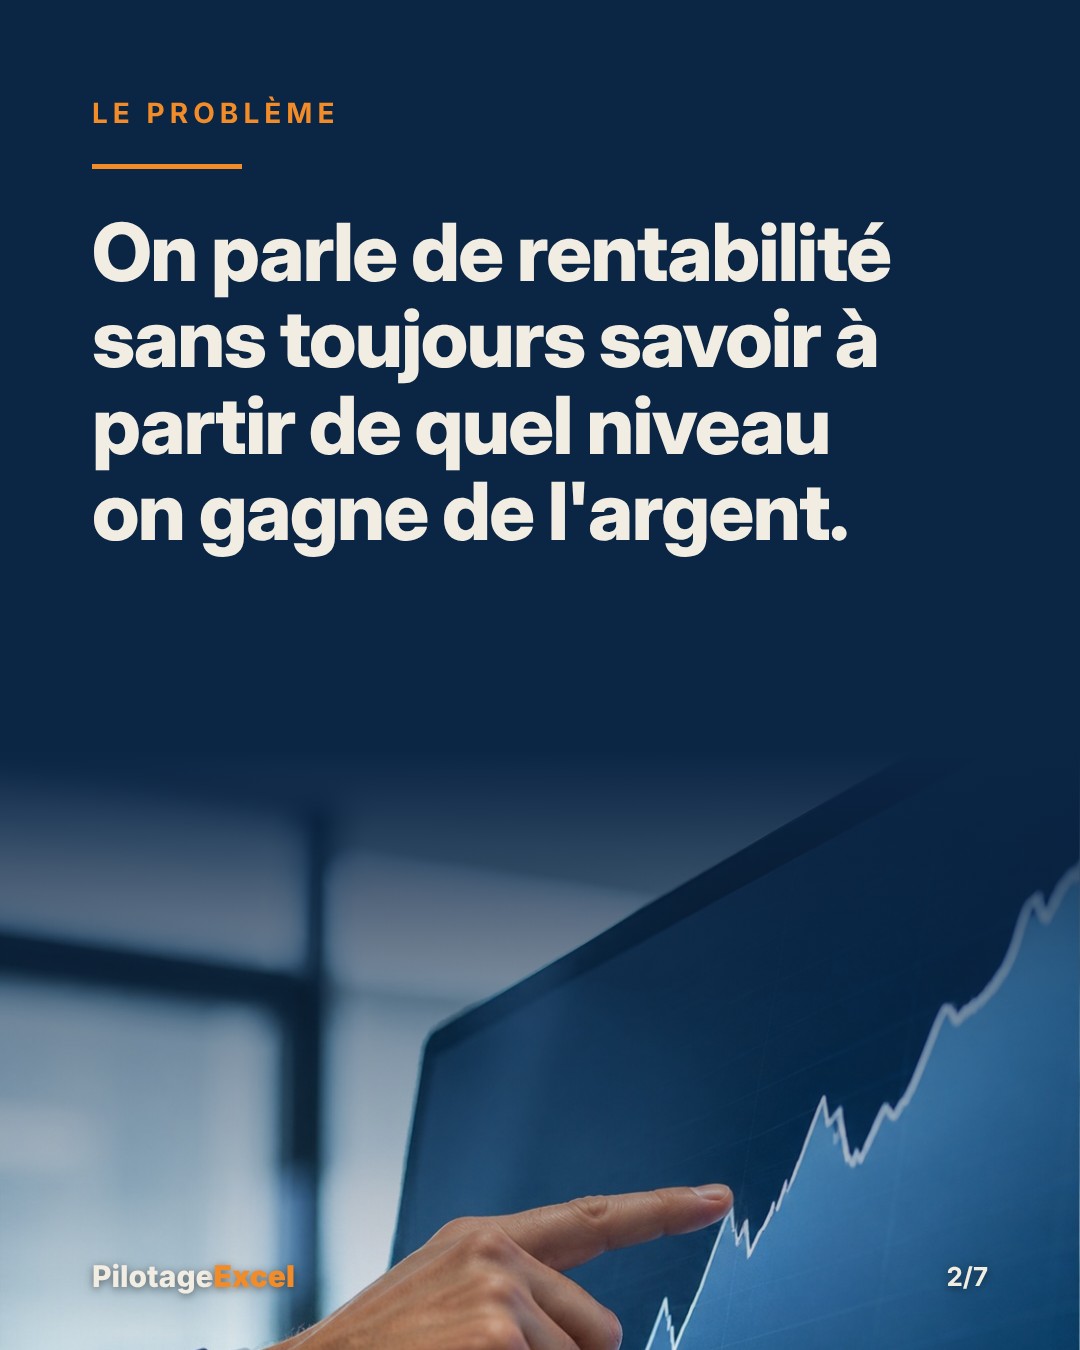 LE PROBLÈME
On parle de rentabilité
sans toujours savoir à
partir de quel niveau
on gagne de l'argent.
PilotageExcel
2/7